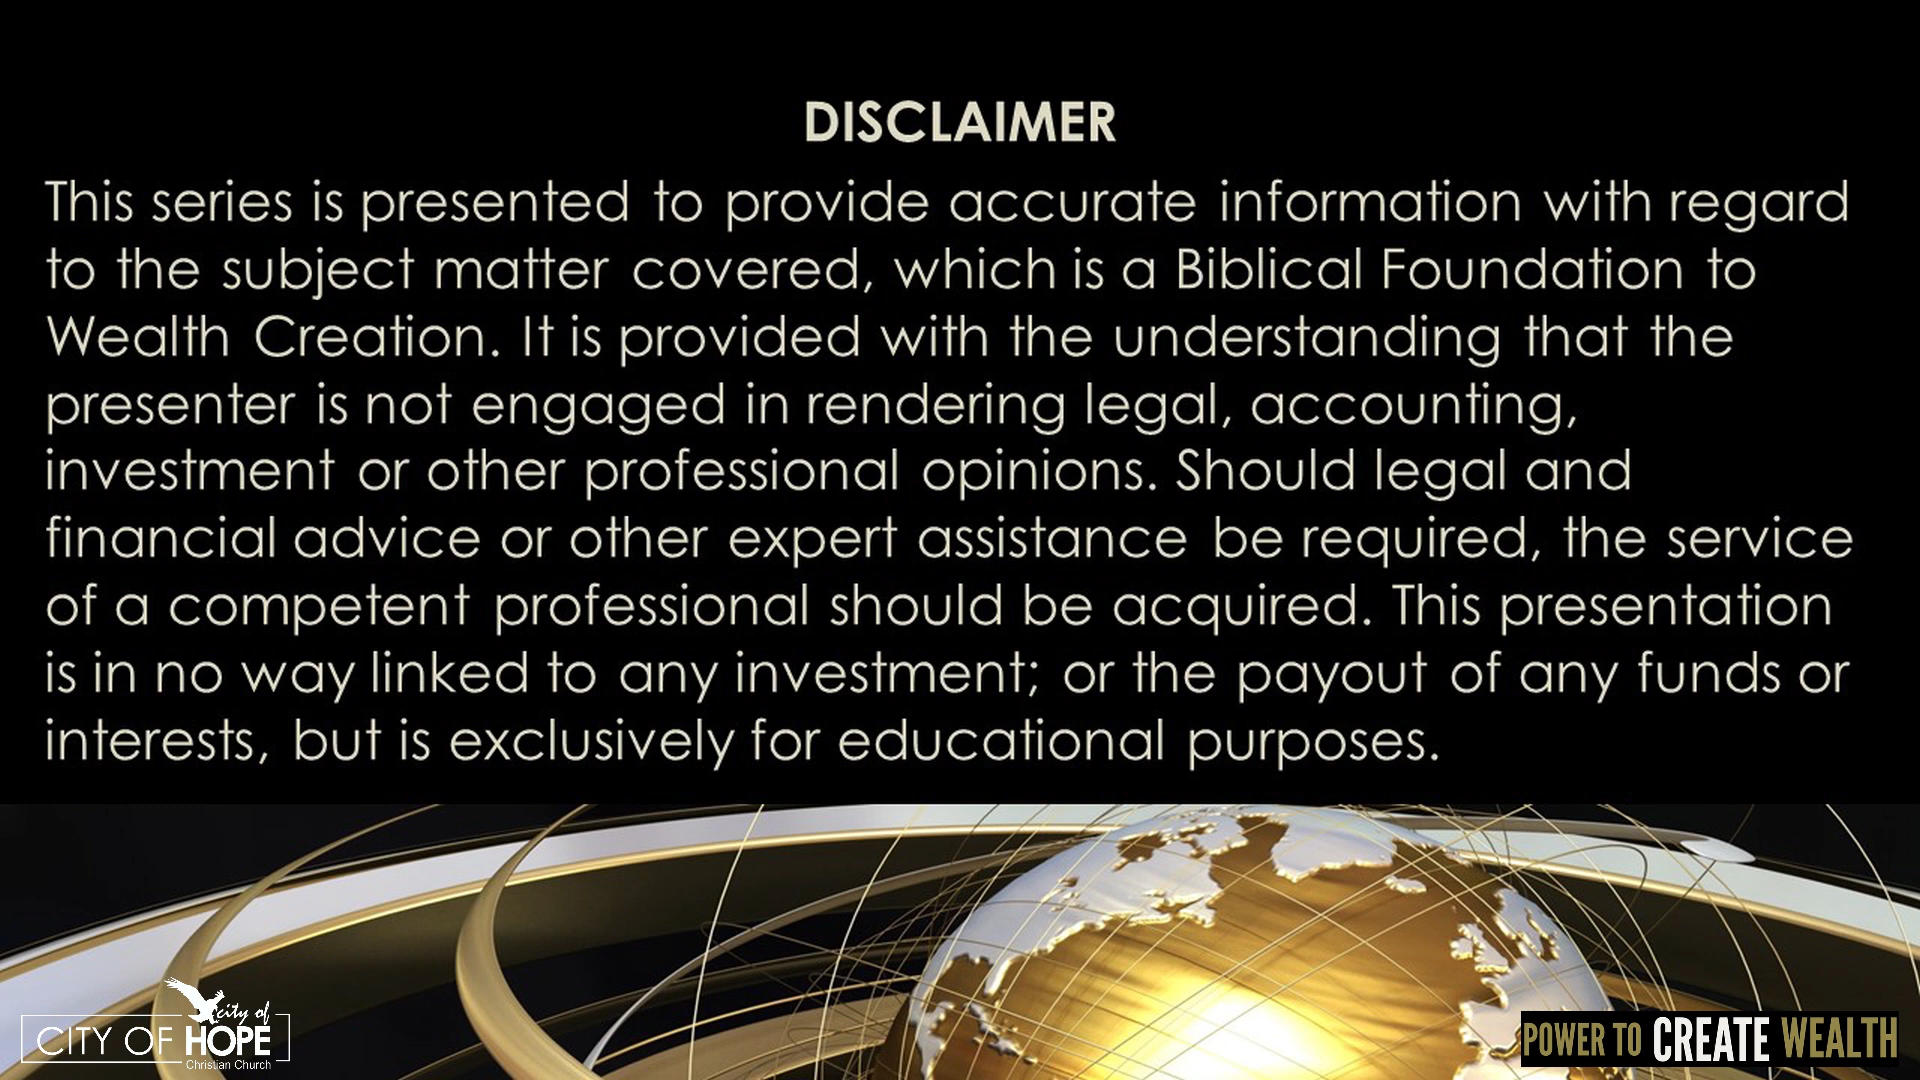 DISCLAIMER
This series is presented to provide accurate information with regard
to the subject matter covered, which is a Biblical Foundation to
Wealth Creation. It is provided with the understanding that the
presenter is not engaged in rendering legal, accounting,
investment or other professional opinions. Should legal and
financial advice or other expert assistance be required, the service
of a competent professional should be acquired. This presentation
is in no way linked to any investment; or the payout of any funds or
interests, but is exclusively for educational purposes.
city of
CITY OF HOPE
Christian Church
POWER TO CREATE WEALTH